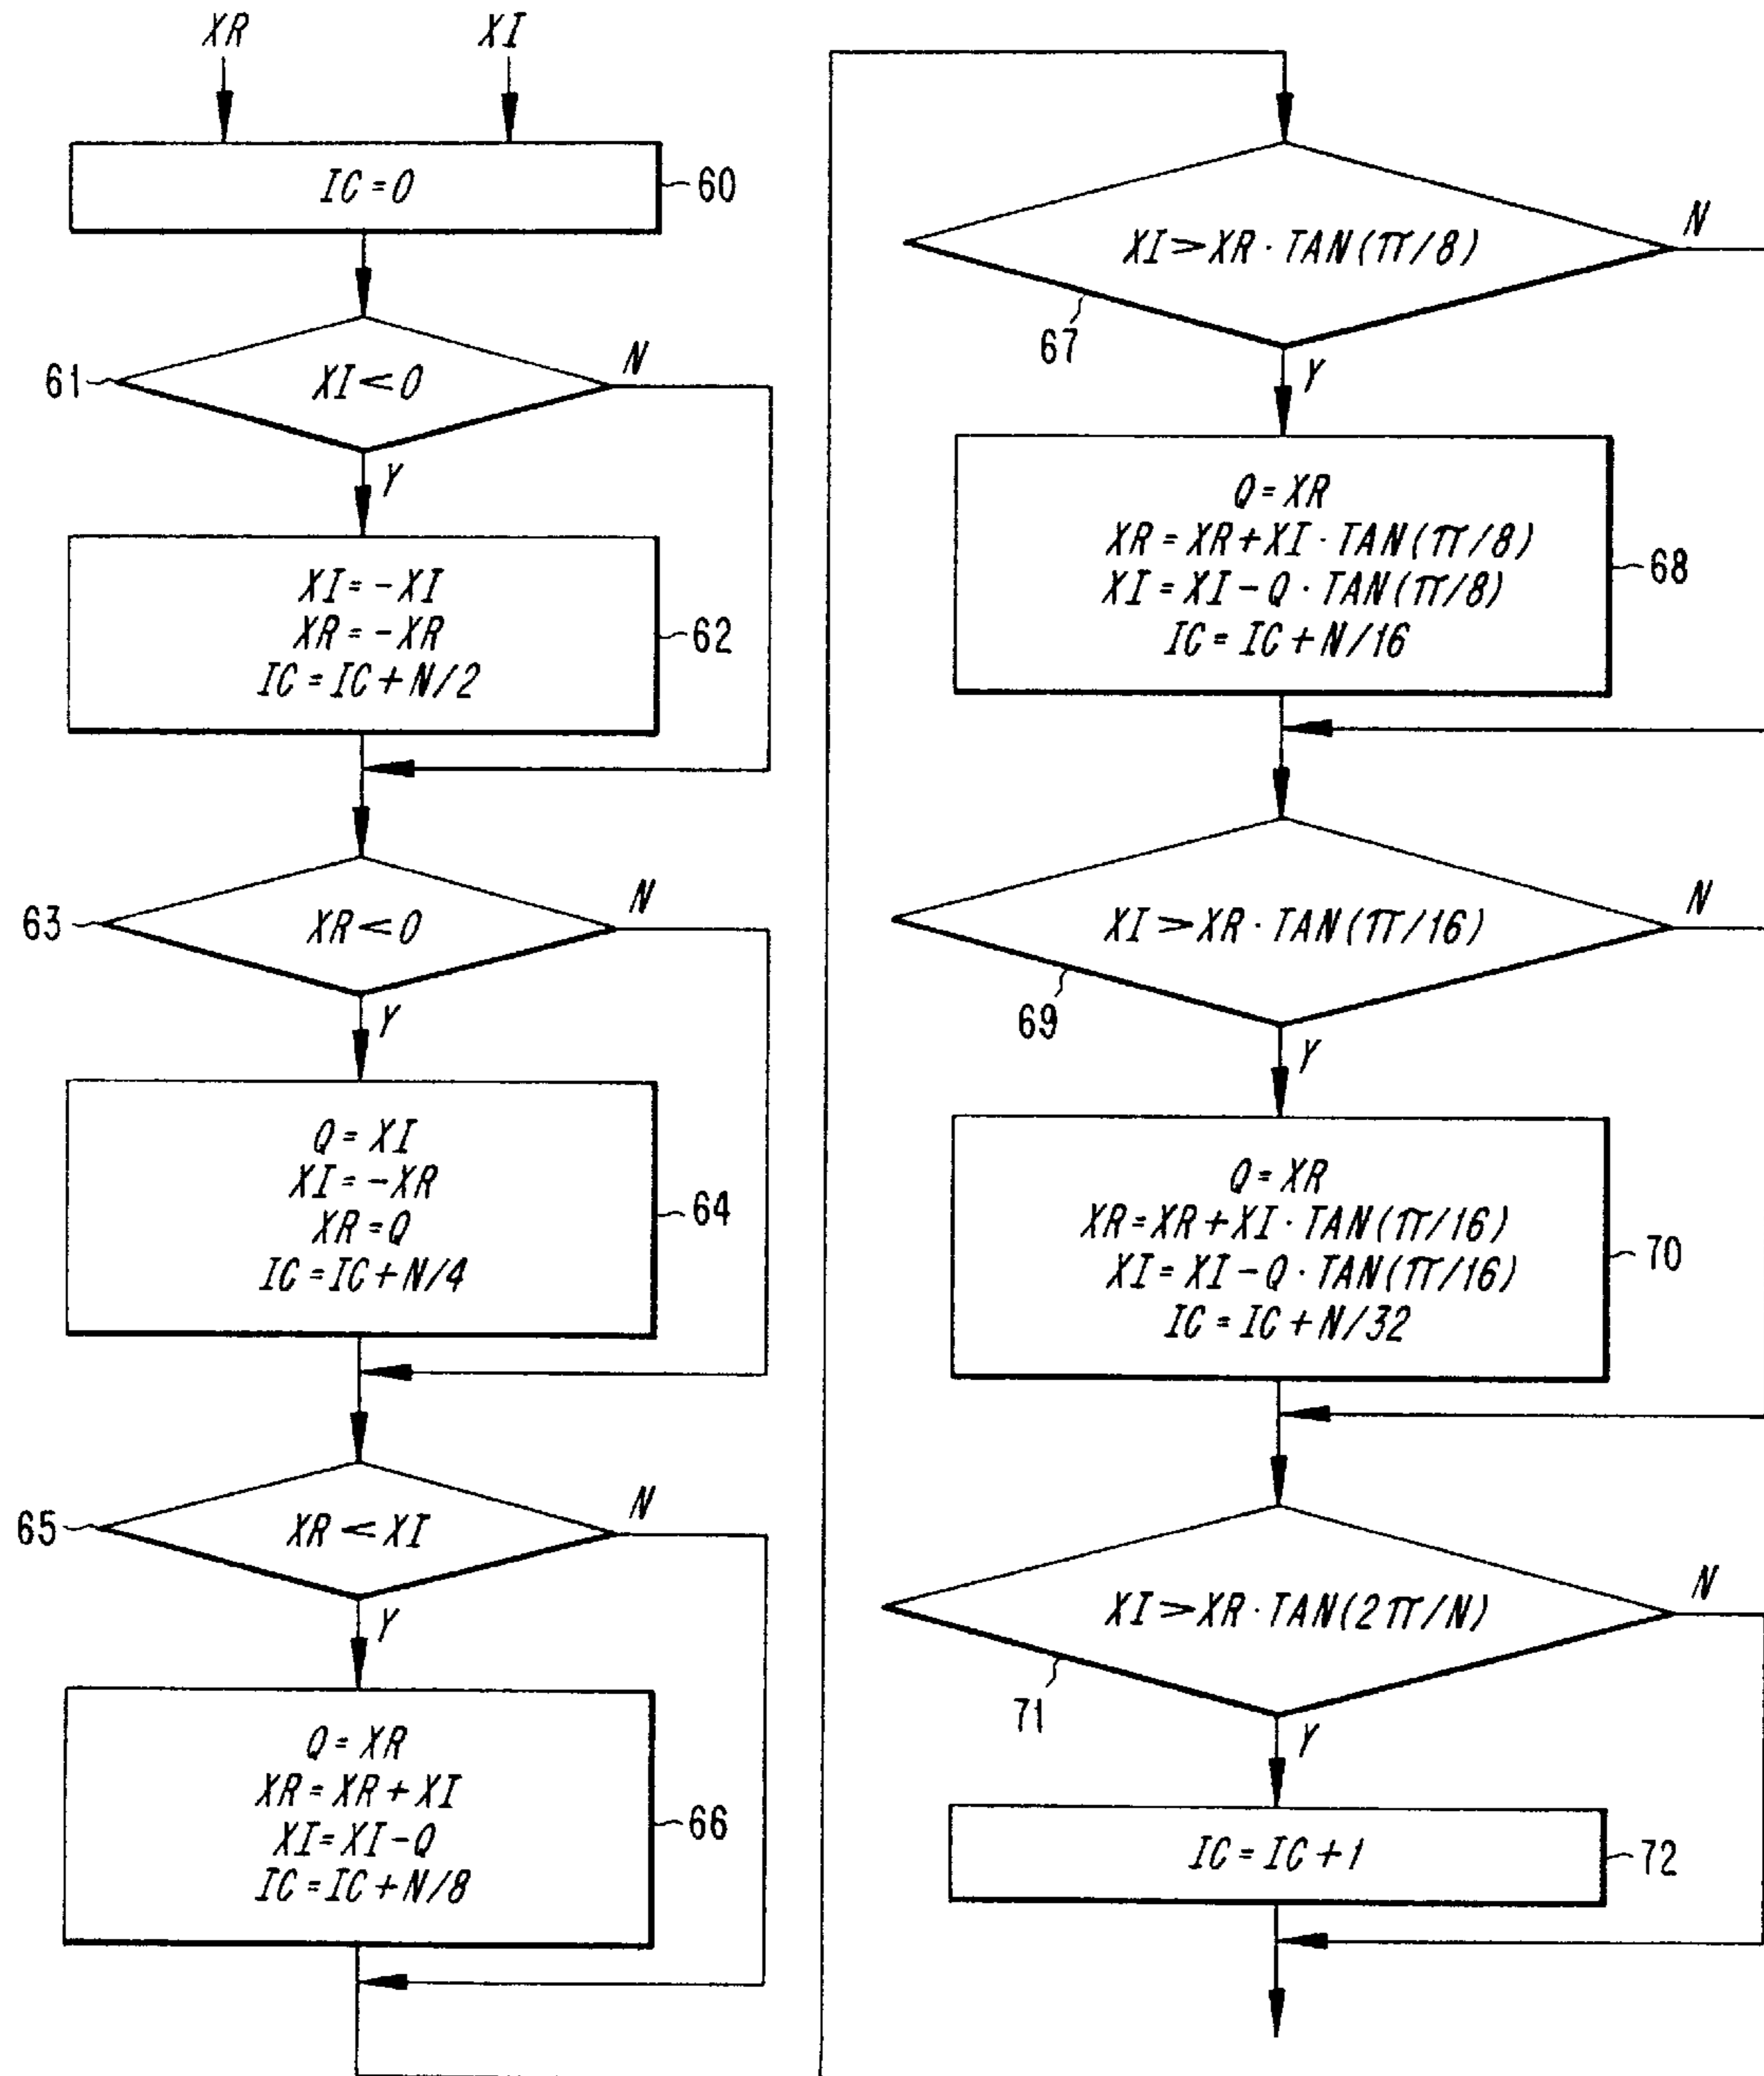 XR XI
IC=0
60
61
XI<0
N
Y
XI=-XI
XR=-XR
IC=IC+N/2
62
63
XR<0
N
Y
Q=XI
XI=-XR
XR=Q
IC=IC+N/4
64
65
XR<XI
N
Y
Q=XR
XR=XR+XI
XI=XI-Q
IC=IC+N/8
66
XI>XR·TAN(π/8)
N
67
Y
Q=XR
XR=XR+XI·TAN(π/8)
XI=XI-Q·TAN(π/8)
IC=IC+N/16
68
XI>XR·TAN(π/16)
N
69
Y
Q=XR
XR=XR+XI·TAN(π/16)
XI=XI-Q·TAN(π/16)
IC=IC+N/32
70
XI>XR·TAN(2π/N)
N
71
Y
IC=IC+1
72